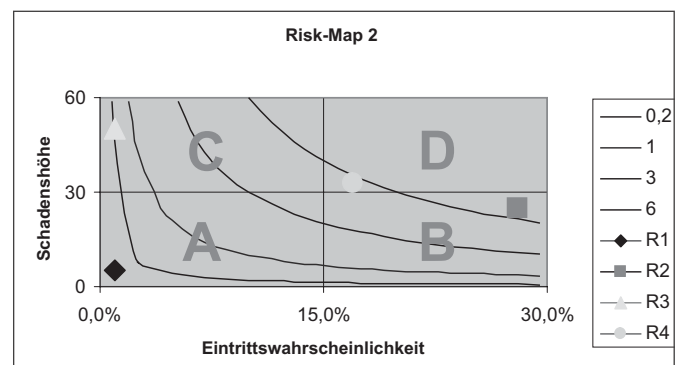 Risk-Map 2
60
30
0
Schadenshöhe
C
D
A
B
0,0%
15,0%
30,0%
Eintrittswahrscheinlichkeit
0,2
1
3
6
R1
R2
R3
R4